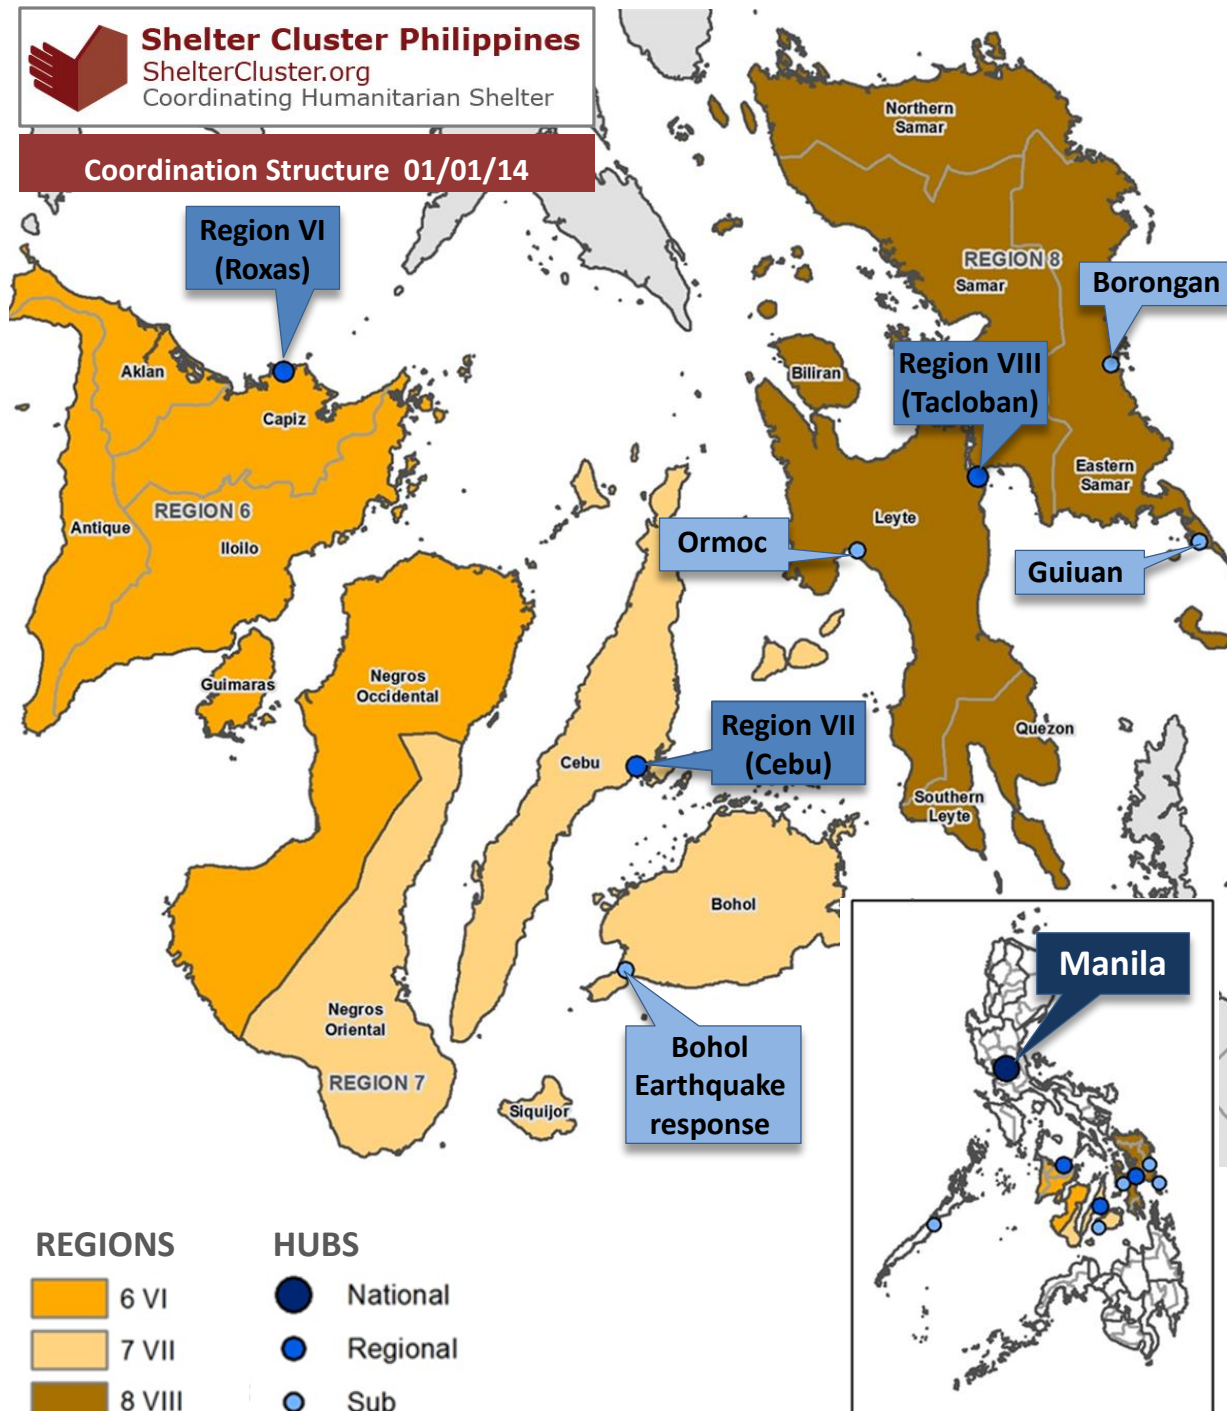 Shelter Cluster Philippines
ShelterCluster.org
Coordinating Humanitarian Shelter
Coordination Structure 01/01/14
Northern
Samar
Region VI
(Roxas)
REGION 8
Samar
Borongan
Aklan
Biliran
Region VIII
(Tacloban)
Capiz
Eastern
Samar
REGION 6
Antique
Iloilo
Leyte
Ormoc
Guiuan
Guimaras
Negros
Occidental
Region VII
(Cebu)
Quezon
Cebu
Southern
Leyte
Bohol
Manila
Negros
Oriental
Bohol
Earthquake
response
REGION 7
Siquijor
REGIONS
6 VI
7 VII
8 VIII
HUBS
National
Regional
Sub